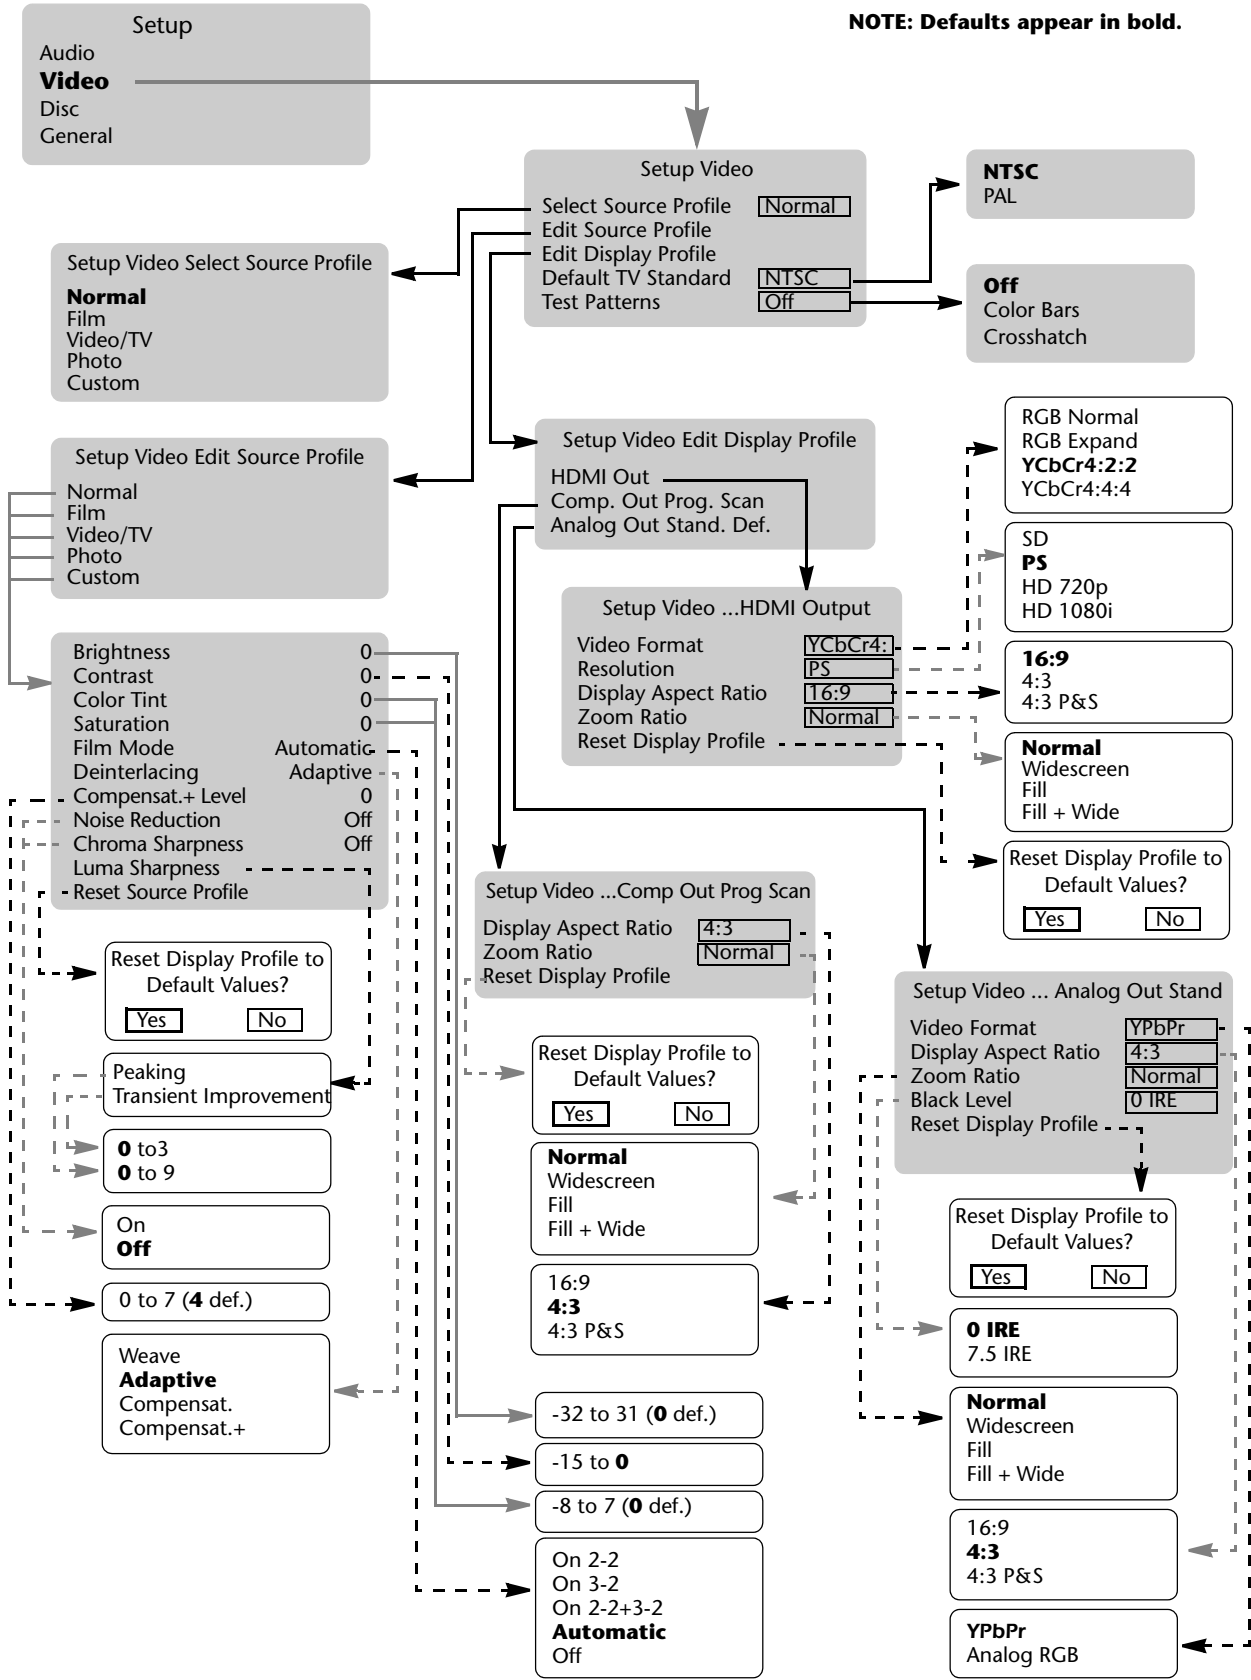 NOTE: Defaults appear in bold.
Setup
Audio
Video
Disc
General
Setup Video
Select Source Profile Normal
Edit Source Profile
Edit Display Profile
Default TV Standard NTSC
Test Patterns Off
NTSC
PAL
Off
Color Bars
Crosshatch
Setup Video Select Source Profile
Normal
Film
Video/TV
Photo
Custom
Setup Video Edit Source Profile
Normal
Film
Video/TV
Photo
Custom
Setup Video Edit Display Profile
HDMI Out
Comp. Out Prog. Scan
Analog Out Stand. Def.
RGB Normal
RGB Expand
YCbCr4:2:2
YCbCr4:4:4
SD
PS
HD 720p
HD 1080i
16:9
4:3
4:3 P&S
Normal
Widescreen
Fill
Fill + Wide
Reset Display Profile to
Default Values?
Yes No
Setup Video ...HDMI Output
Video Format YCbCr4:
Resolution PS
Display Aspect Ratio 16:9
Zoom Ratio Normal
Reset Display Profile
Brightness 0
Contrast 0
Color Tint 0
Saturation 0
Film Mode Automatic
Deinterlacing Adaptive
Compensat.+ Level 0
Noise Reduction Off
Chroma Sharpness Off
Luma Sharpness
Reset Source Profile
Setup Video ...Comp Out Prog Scan
Display Aspect Ratio 4:3
Zoom Ratio Normal
Reset Display Profile
Setup Video ... Analog Out Stand
Video Format YPbPr
Display Aspect Ratio 4:3
Zoom Ratio Normal
Black Level 0 IRE
Reset Display Profile
Reset Display Profile to
Default Values?
Yes No
Peaking
Transient Improvement
0 to3
0 to 9
On
Off
0 to 7 (4 def.)
Weave
Adaptive
Compensat.
Compensat.+
Reset Display Profile to
Default Values?
Yes No
Normal
Widescreen
Fill
Fill + Wide
16:9
4:3
4:3 P&S
-32 to 31 (0 def.)
-15 to 0
-8 to 7 (0 def.)
On 2-2
On 3-2
On 2-2+3-2
Automatic
Off
Reset Display Profile to
Default Values?
Yes No
0 IRE
7.5 IRE
Normal
Widescreen
Fill
Fill + Wide
16:9
4:3
4:3 P&S
YPbPr
Analog RGB